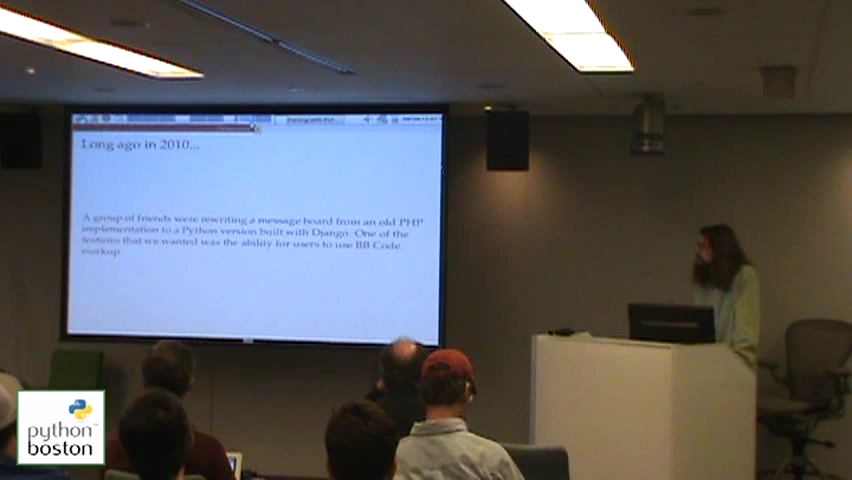 Long ago in 2010...
A group of friends were rewriting a message board from an old PHP
implementation to a Python version built with Django. One of the
features that we wanted was the ability for users to use BB Code
markup.
python
boston